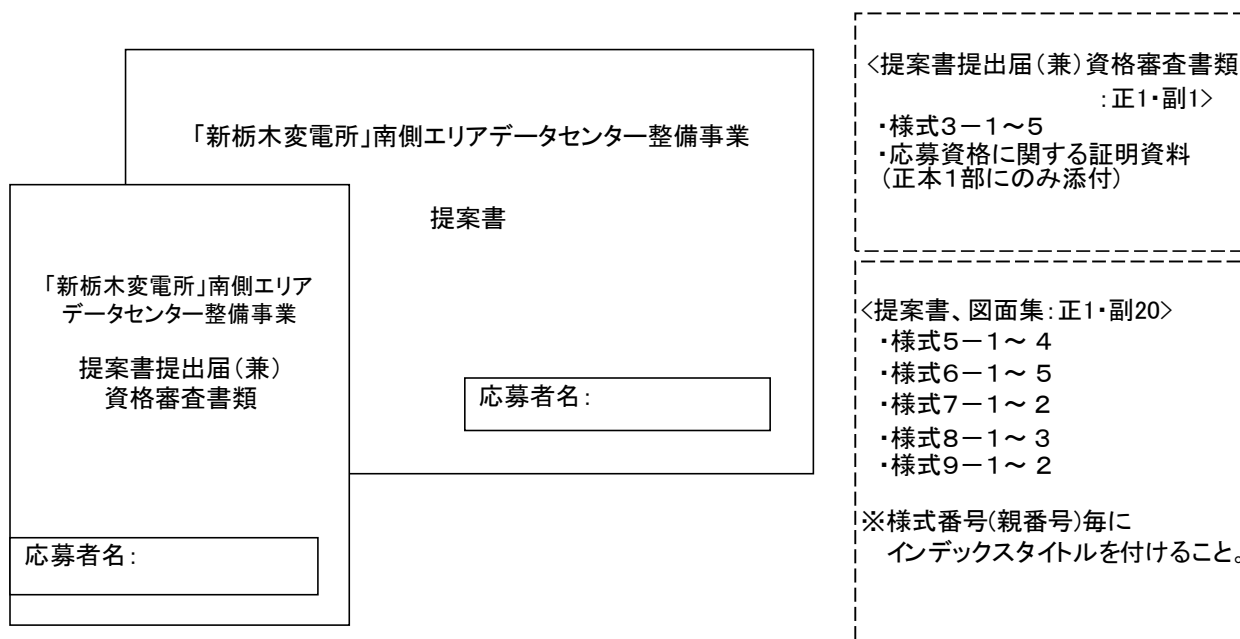 「新栃木変電所」南側エリアデータセンター整備事業
提案書
応募者名：
「新栃木変電所」南側エリア
データセンター整備事業
提案書提出届（兼）
資格審査書類
応募者名：
<提案書提出届（兼）資格審査書類
：正1・副1>
・様式３－１～５
・応募資格に関する証明資料
（正本１部にのみ添付）
<提案書、図面集：正1・副20>
・様式５－１～ ４
・様式６－１～ ５
・様式７－１～ ２
・様式８－１～ ３
・様式９－１～ ２
※様式番号(親番号)毎に
インデックスタイトルを付けること。